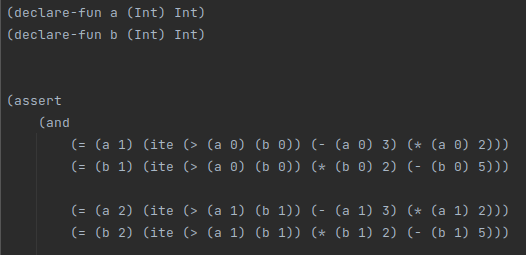 (declare-fun a (Int) Int)
(declare-fun b (Int) Int)
(assert
(and
(= (a 1) (ite (> (a 0) (b 0)) (- (a 0) 3) (* (a 0) 2)))
(= (b 1) (ite (> (a 0) (b 0)) (* (b 0) 2) (- (b 0) 5)))
(= (a 2) (ite (> (a 1) (b 1)) (- (a 1) 3) (* (a 1) 2)))
(= (b 2) (ite (> (a 1) (b 1)) (* (b 1) 2) (- (b 1) 5)))